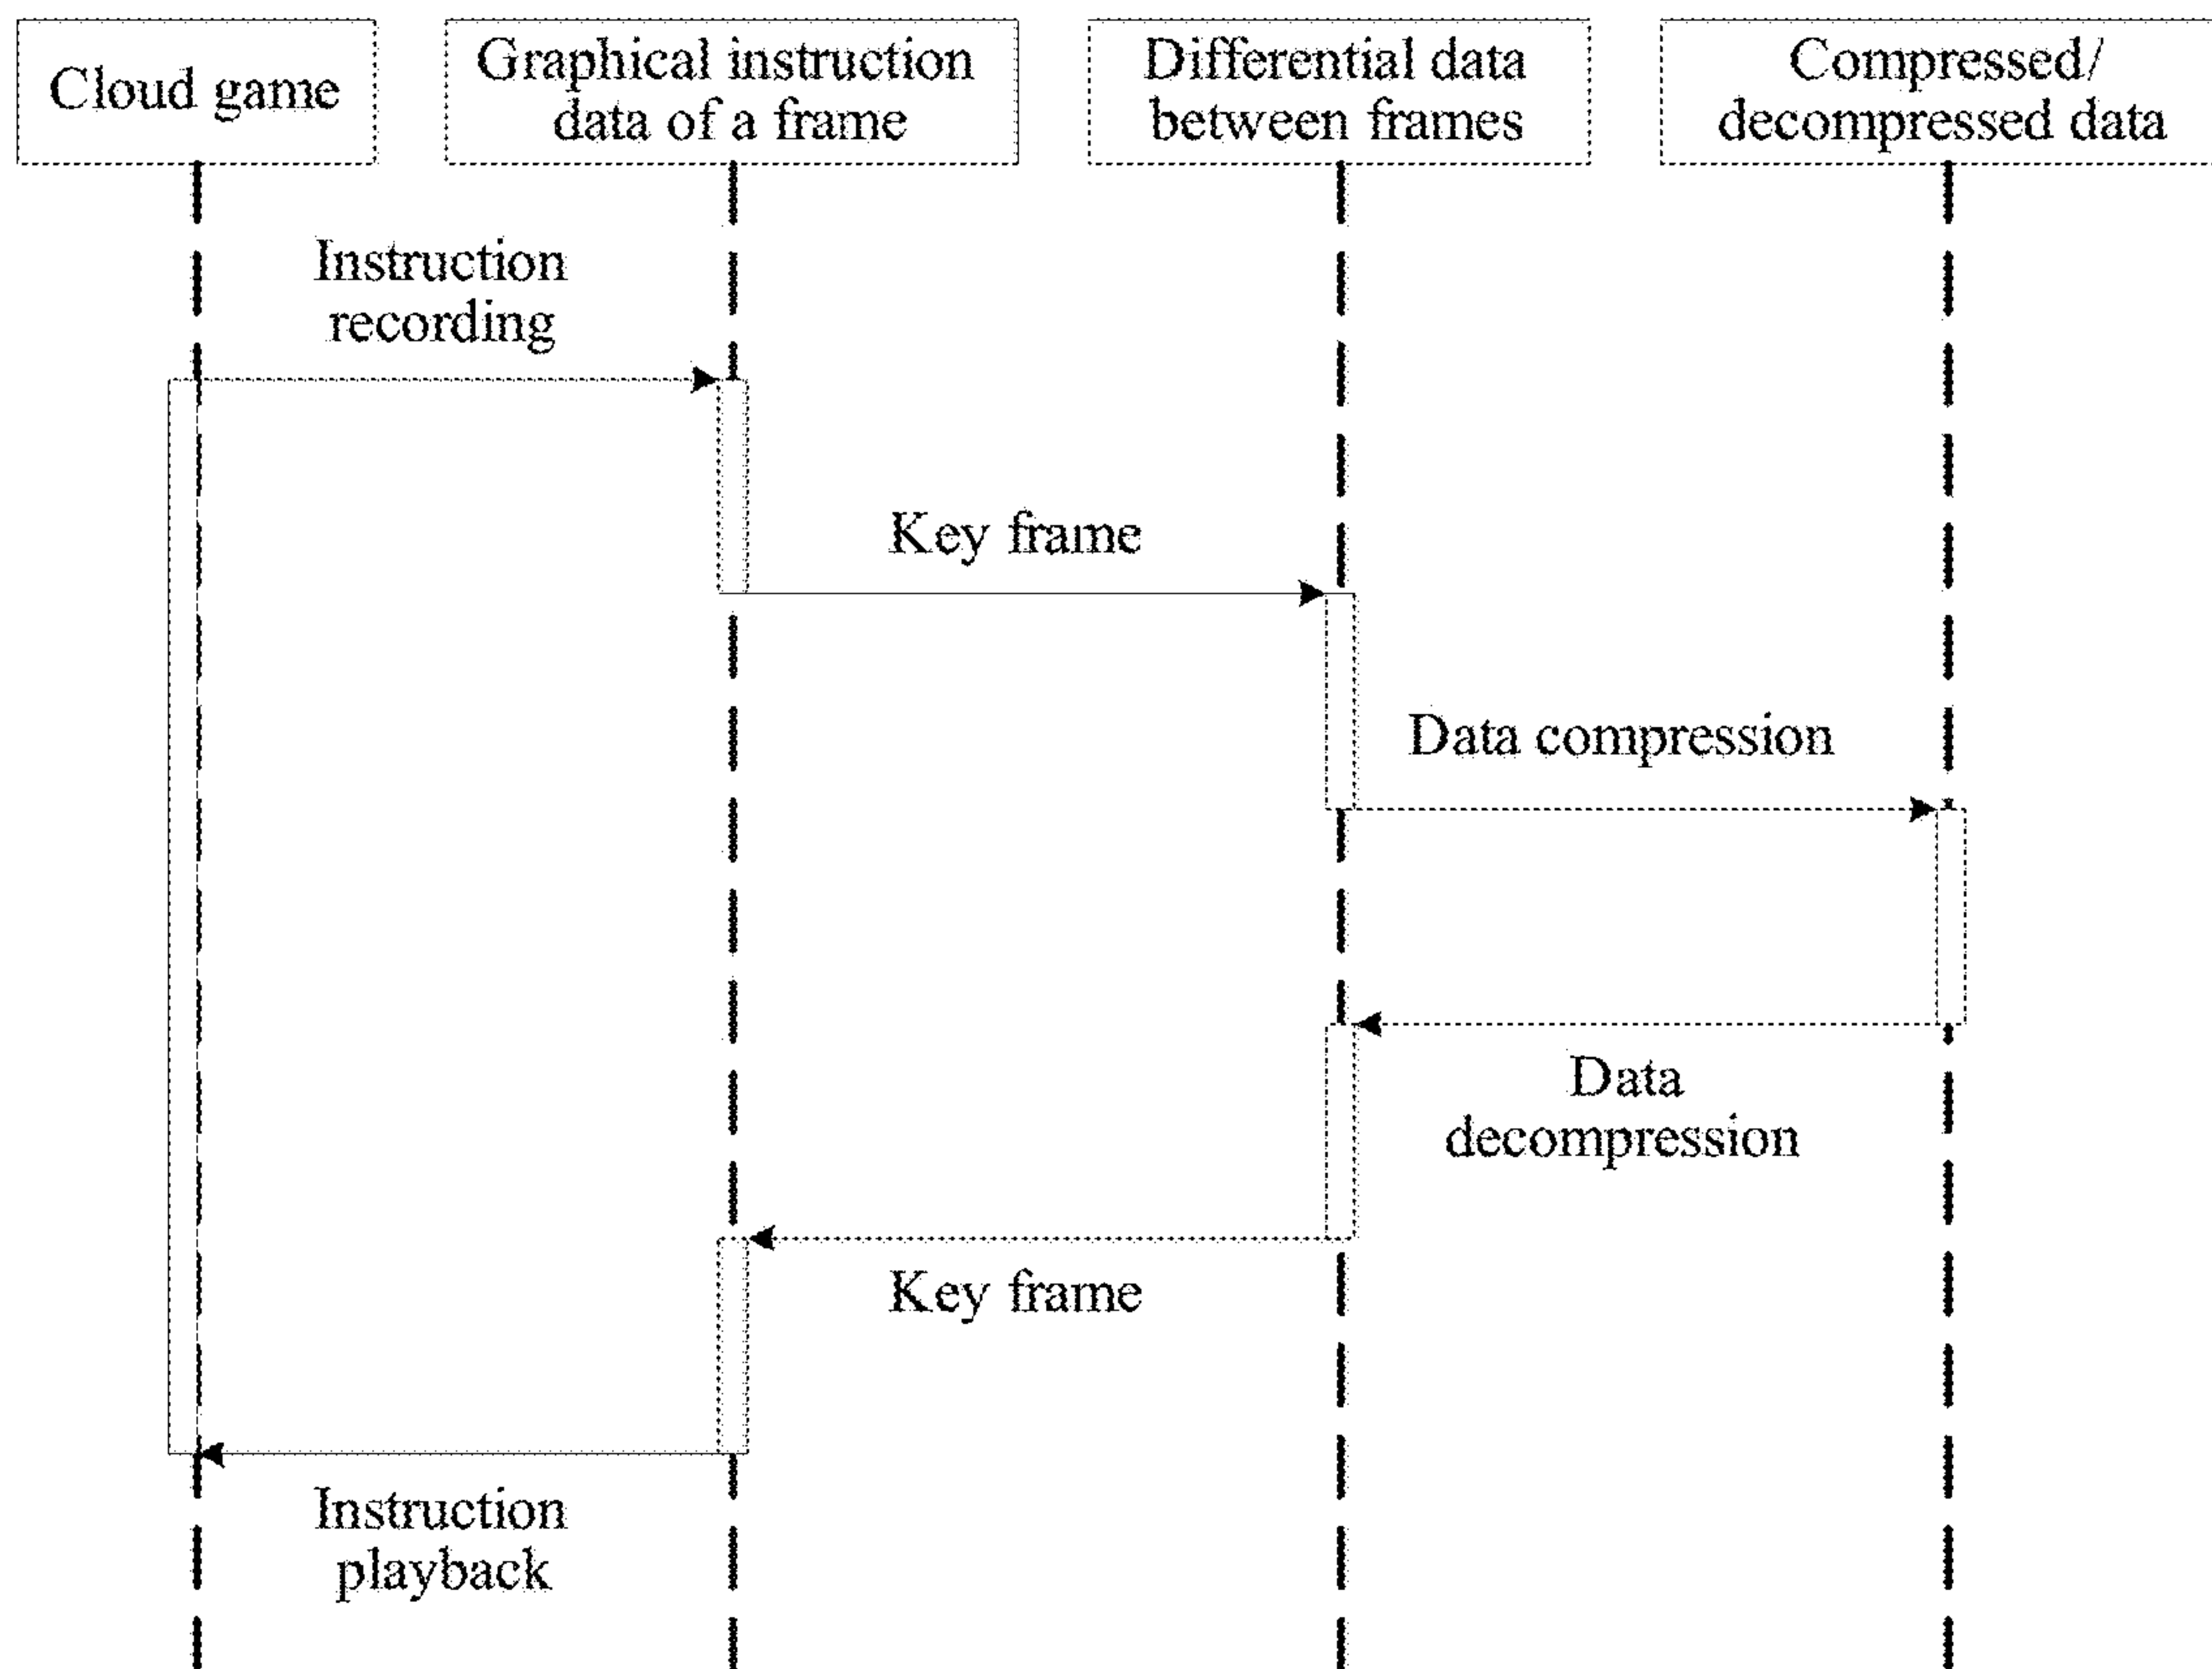 Cloud game
Graphical instruction
data of a frame
Differential data
between frames
Compressed/
decompressed data
Instruction
recording
Key frame
Data compression
Data
decompression
Key frame
Instruction
playback